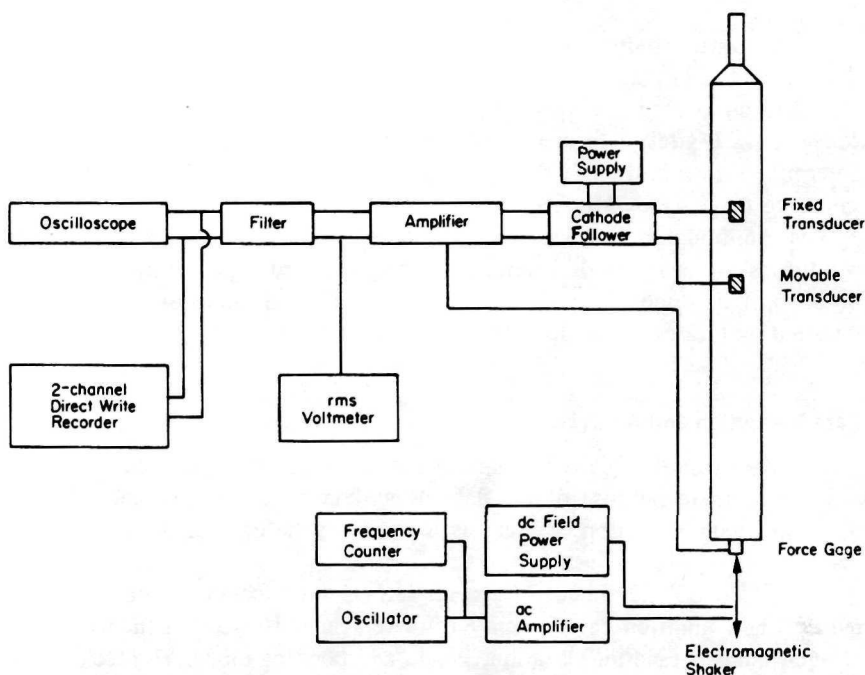 Power
Supply
Oscilloscope
Filter
Amplifier
Cathode
Follower
Fixed
Transducer
Movable
Transducer
2-channel
Direct Write
Recorder
rms
Voltmeter
Frequency
Counter
dc Field
Power
Supply
Force Gage
Oscillator
ac
Amplifier
Electromagnetic
Shaker